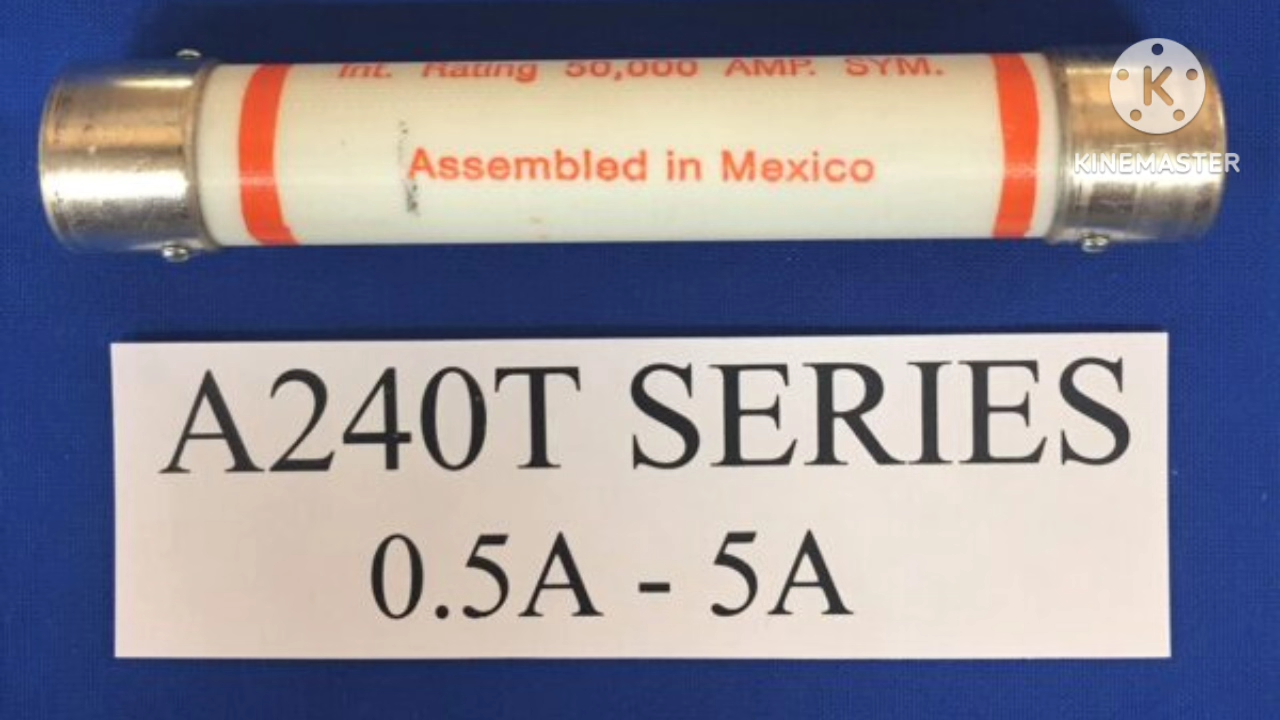 Int. Rating 50,000 AMP. SYM.
K
KINEMASTER
Assembled in Mexico
A240T SERIES
0.5A - 5A